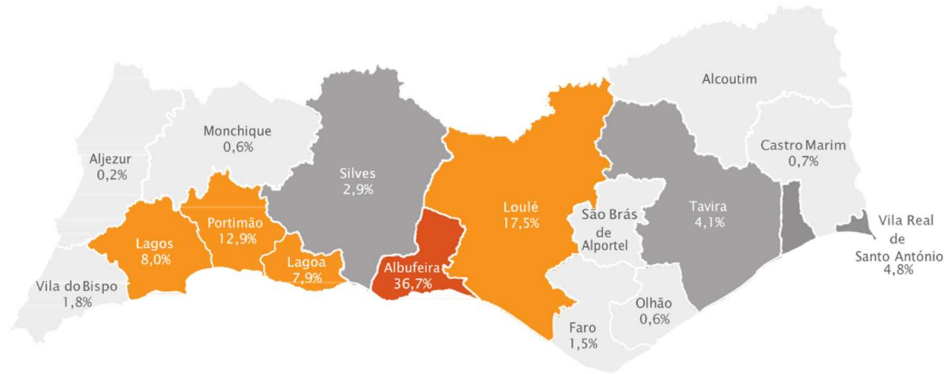 Alcoutim
Monchique
0,6%
Aljezur
0,2%
Castro Marim
0,7%
Silves
2,9%
Loulé
17,5%
Tavira
4,1%
São Brás
de
Alportel
Portimão
12,9%
Lagos
8,0%
Lagoa
7,9%
Albufeira
36,7%
Vila Real
de
Santo António
4,8%
Vila do Bispo
1,8%
Olhão
0,6%
Faro
1,5%